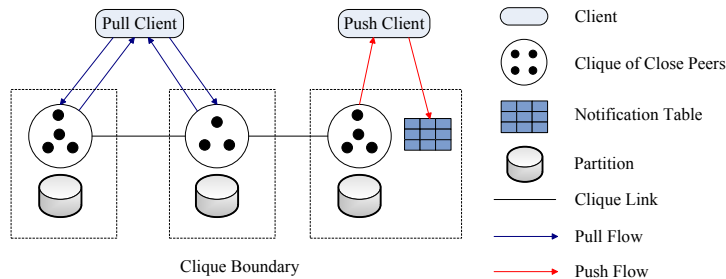 Pull Client
Push Client
Clique Boundary
Client
Clique of Close Peers
Notification Table
Partition
Clique Link
Pull Flow
Push Flow